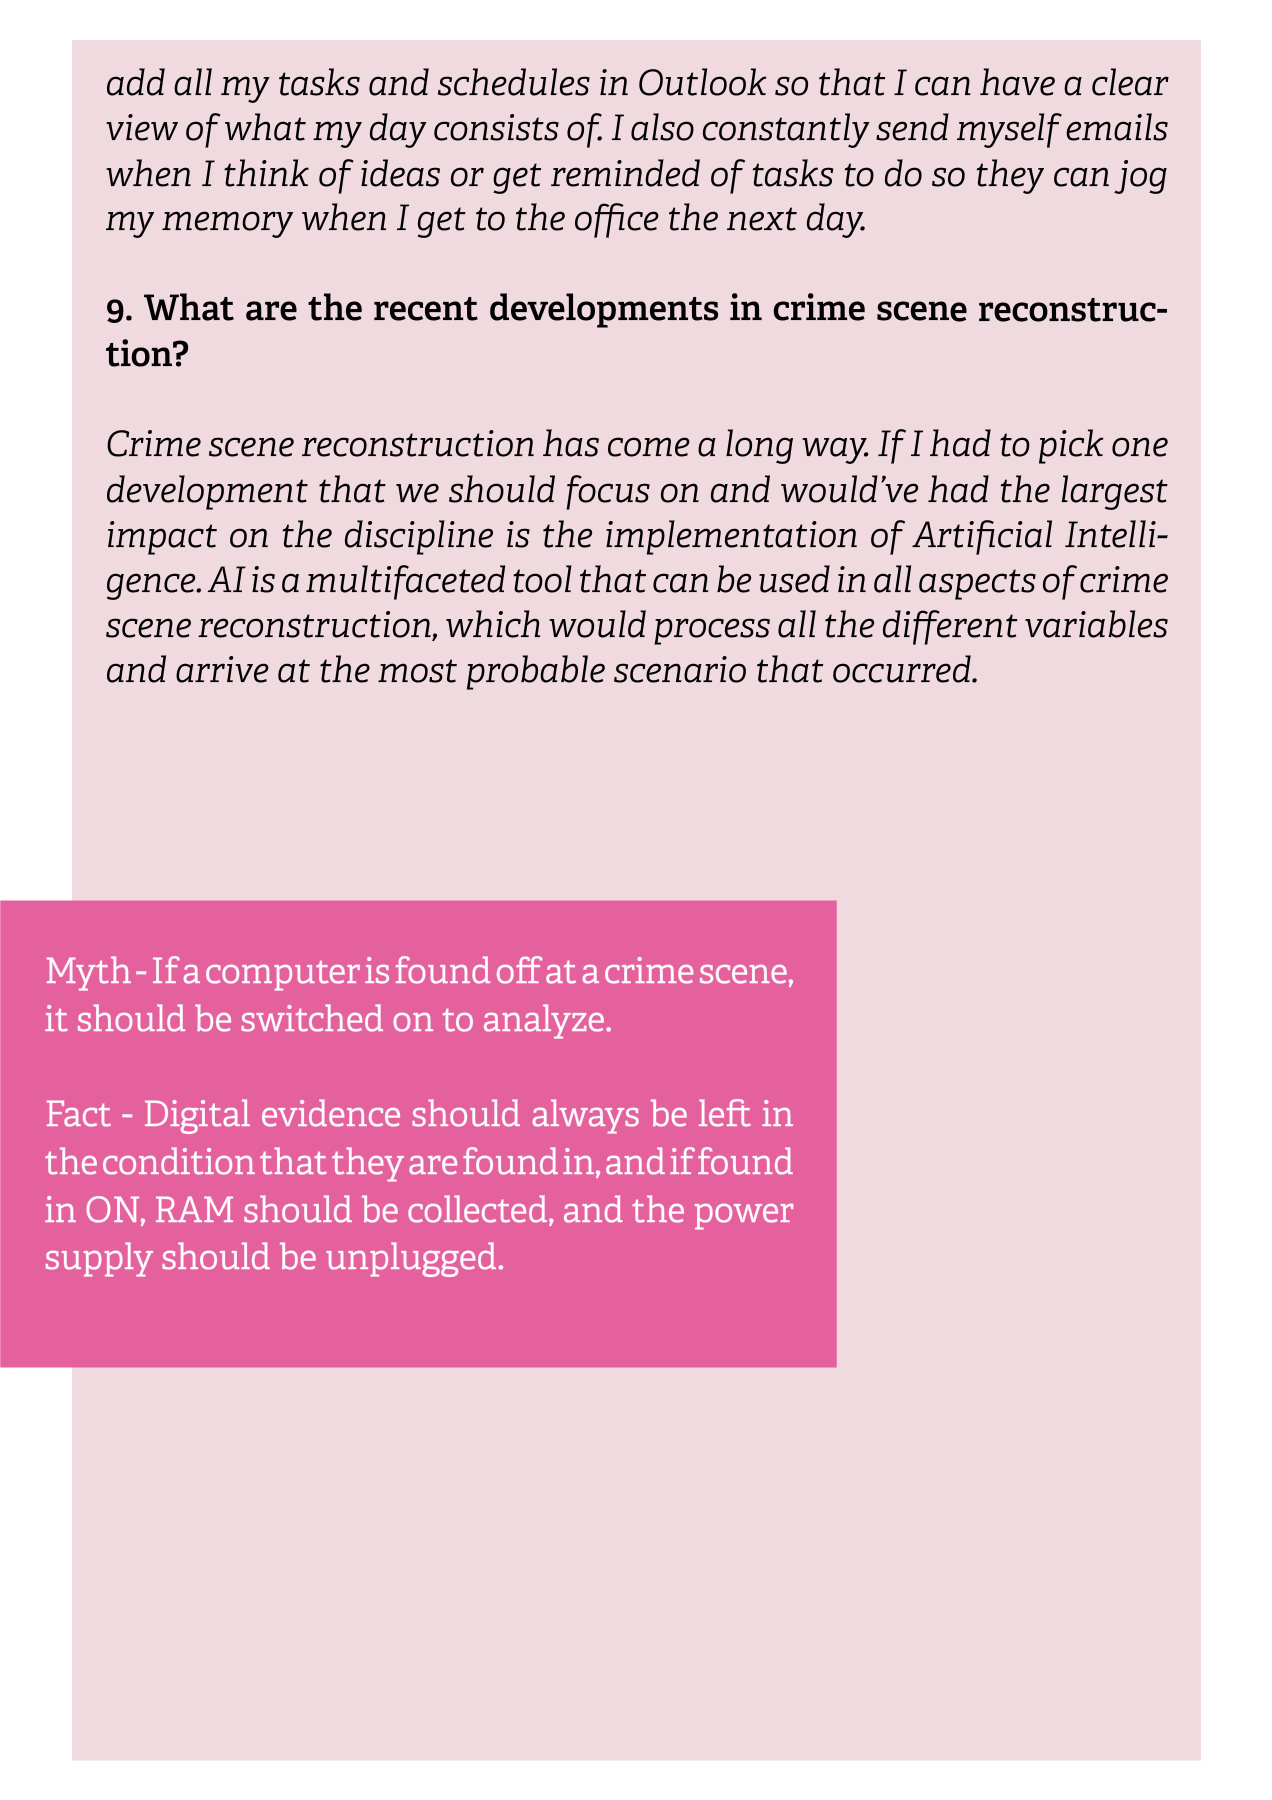 add all my tasks and schedules in Outlook so that I can have a clear
view of what my day consists of. I also constantly send myself emails
when I think of ideas or get reminded of tasks to do so they can jog
my memory when I get to the office the next day.
9. What are the recent developments in crime scene reconstruc-
tion?
Crime scene reconstruction has come a long way. If I had to pick one
development that we should focus on and would’ve had the largest
impact on the discipline is the implementation of Artificial Intelli-
gence. AI is a multifaceted tool that can be used in all aspects of crime
scene reconstruction, which would process all the different variables
and arrive at the most probable scenario that occurred.
Myth - If a computer is found off at a crime scene,
it should be switched on to analyze.
Fact - Digital evidence should always be left in
the condition that they are found in, and if found
in ON, RAM should be collected, and the power
supply should be unplugged.